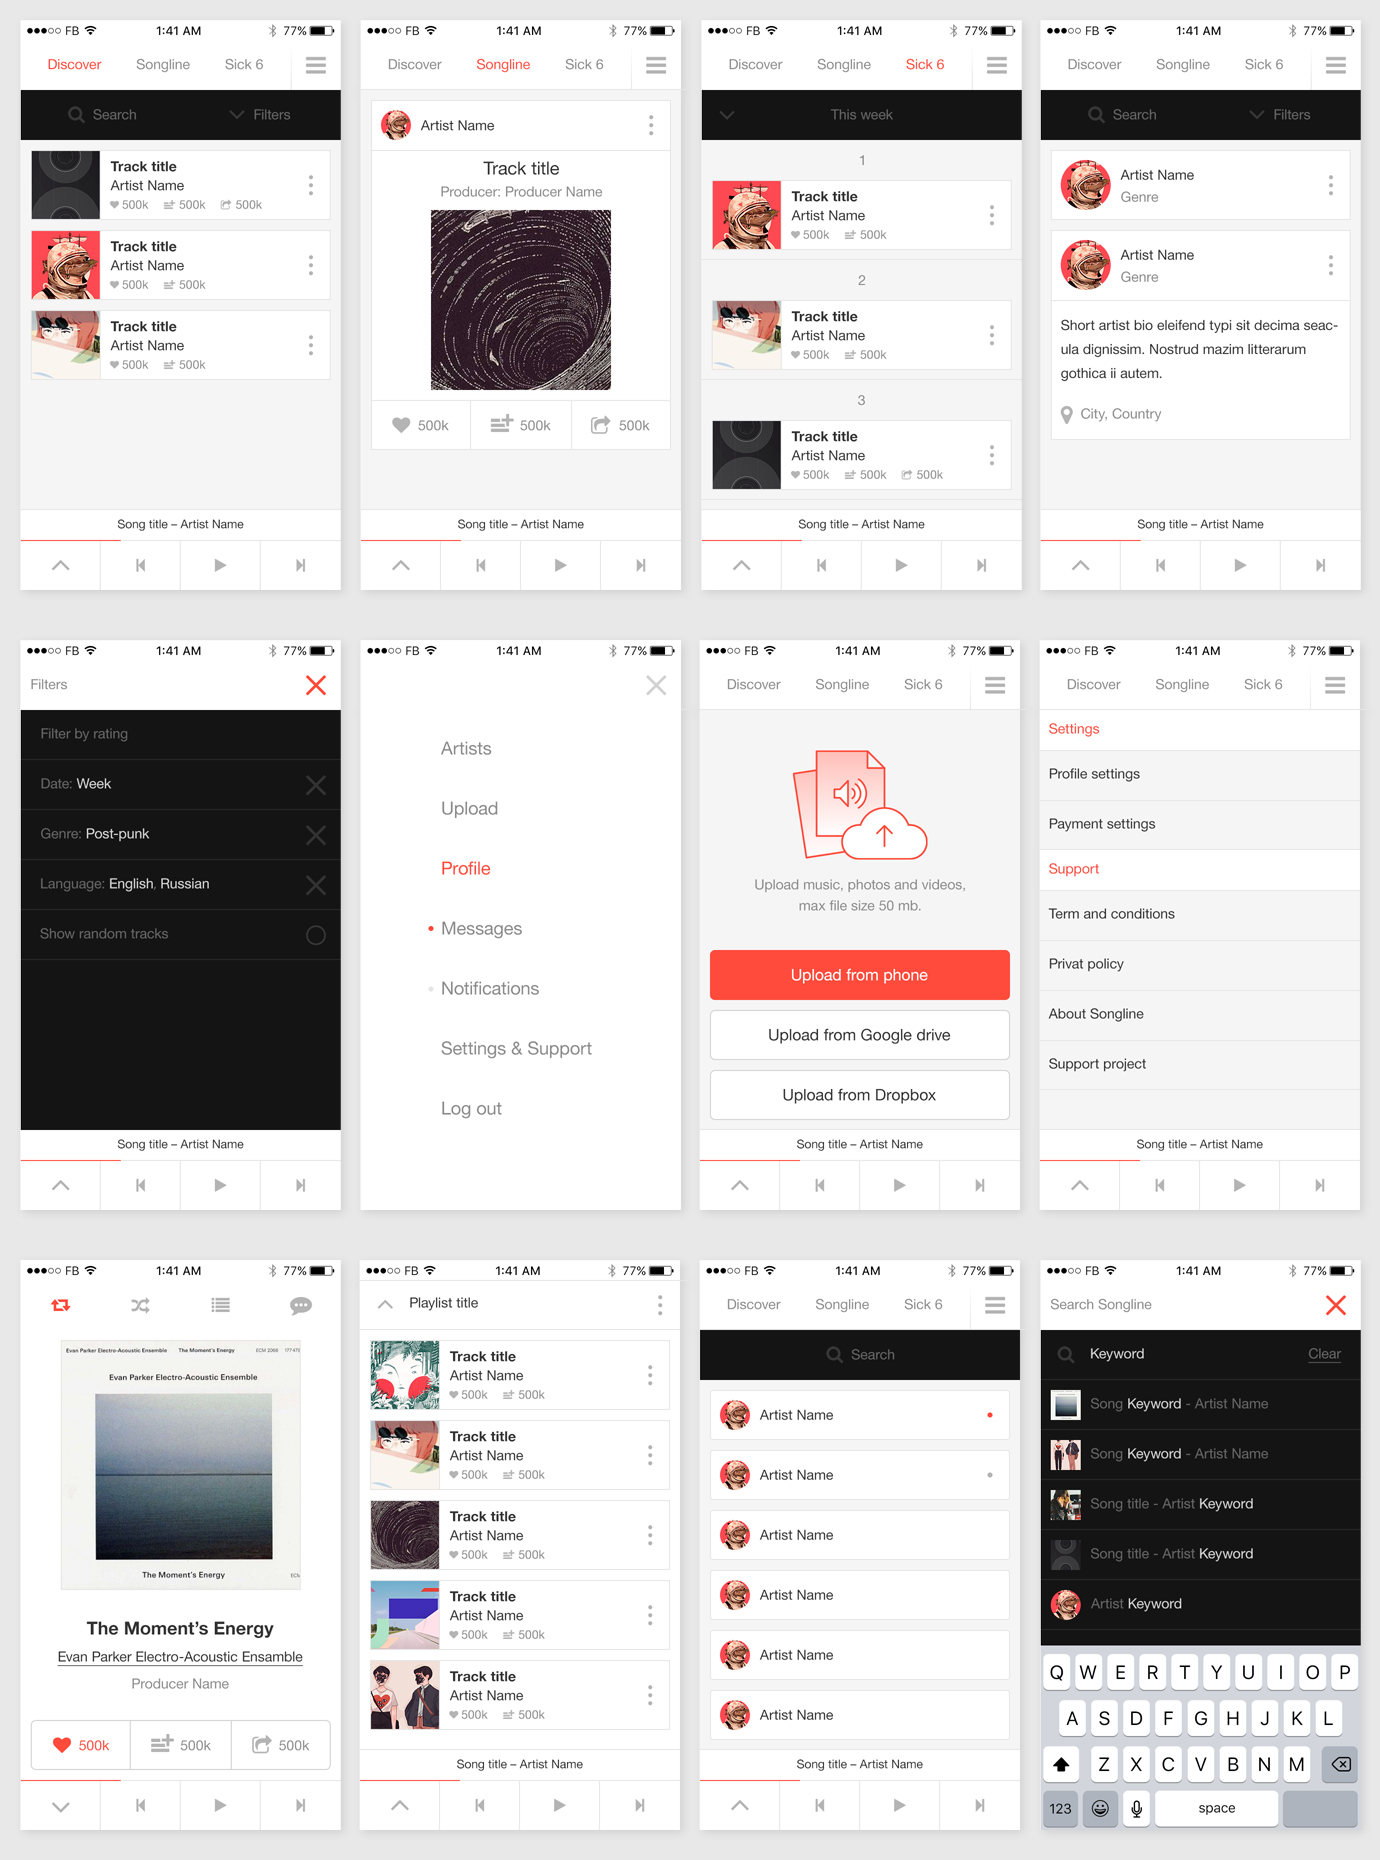 FB 1:41 AM 77%
Discover Songline Sick 6
Search Filters
Track title
Artist Name
500k 500k 500k
Track title
Artist Name
500k 500k
Track title
Artist Name
500k 500k
Song title – Artist Name
FB 1:41 AM 77%
Discover Songline Sick 6
Artist Name
Track title
Producer: Producer Name
500k 500k 500k
Song title – Artist Name
FB 1:41 AM 77%
Discover Songline Sick 6
This week
1
Track title
Artist Name
500k 500k
2
Track title
Artist Name
500k 500k
3
Track title
Artist Name
500k 500k 500k
Song title – Artist Name
FB 1:41 AM 77%
Discover Songline Sick 6
Search Filters
Artist Name
Genre
Artist Name
Genre
Short artist bio eleifend typi sit decima seac-
ula dignissim. Nostrud mazim litterarum
gothica ii autem.
City, Country
Song title – Artist Name
FB 1:41 AM 77%
Filters
Filter by rating
Date: Week
Genre: Post-punk
Language: English, Russian
Show random tracks
Song title – Artist Name
FB 1:41 AM 77%
Artists
Upload
Profile
Messages
Notifications
Settings & Support
Log out
FB 1:41 AM 77%
Discover Songline Sick 6
Upload music, photos and videos,
max file size 50 mb.
Upload from phone
Upload from Google drive
Upload from Dropbox
Song title – Artist Name
FB 1:41 AM 77%
Discover Songline Sick 6
Settings
Profile settings
Payment settings
Support
Term and conditions
Privat policy
About Songline
Support project
Song title – Artist Name
FB 1:41 AM 77%
Evan Parker Electro-Acoustic Ensemble The Moment's Energy ECM 2066
Evan Parker Electro-Acoustic Ensemble
The Moment's Energy
The Moment’s Energy
Evan Parker Electro-Acoustic Ensamble
Producer Name
500k 500k 500k
FB 1:41 AM 77%
Playlist title
Track title
Artist Name
500k 500k
Track title
Artist Name
500k 500k
Track title
Artist Name
500k 500k
Track title
Artist Name
500k 500k
Track title
Artist Name
500k 500k
Song title – Artist Name
FB 1:41 AM 77%
Discover Songline Sick 6
Search
Artist Name
Artist Name
Artist Name
Artist Name
Artist Name
Artist Name
Song title – Artist Name
FB 1:41 AM 77%
Search Songline
Keyword Clear
Song Keyword - Artist Name
Song Keyword - Artist Name
Song title - Artist Keyword
Song title - Artist Keyword
Artist Keyword
Q W E R T Y U I O P
A S D F G H J K L
Z X C V B N M
123 space